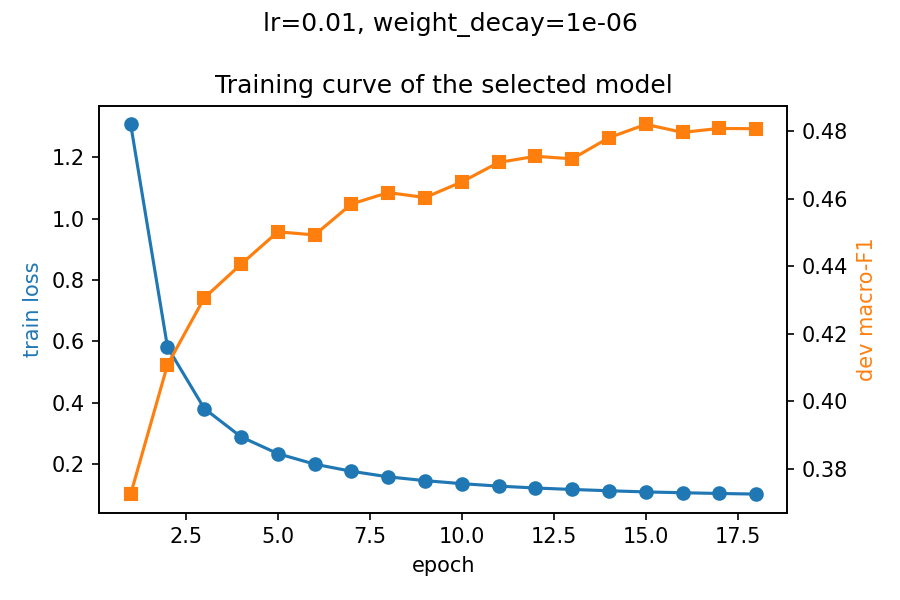 lr=0.01, weight_decay=1e-06
Training curve of the selected model
1.2
1.0
0.8
0.6
0.4
0.2
train loss
0.48
0.46
0.44
0.42
0.40
0.38
dev macro-F1
2.5 5.0 7.5 10.0 12.5 15.0 17.5
epoch